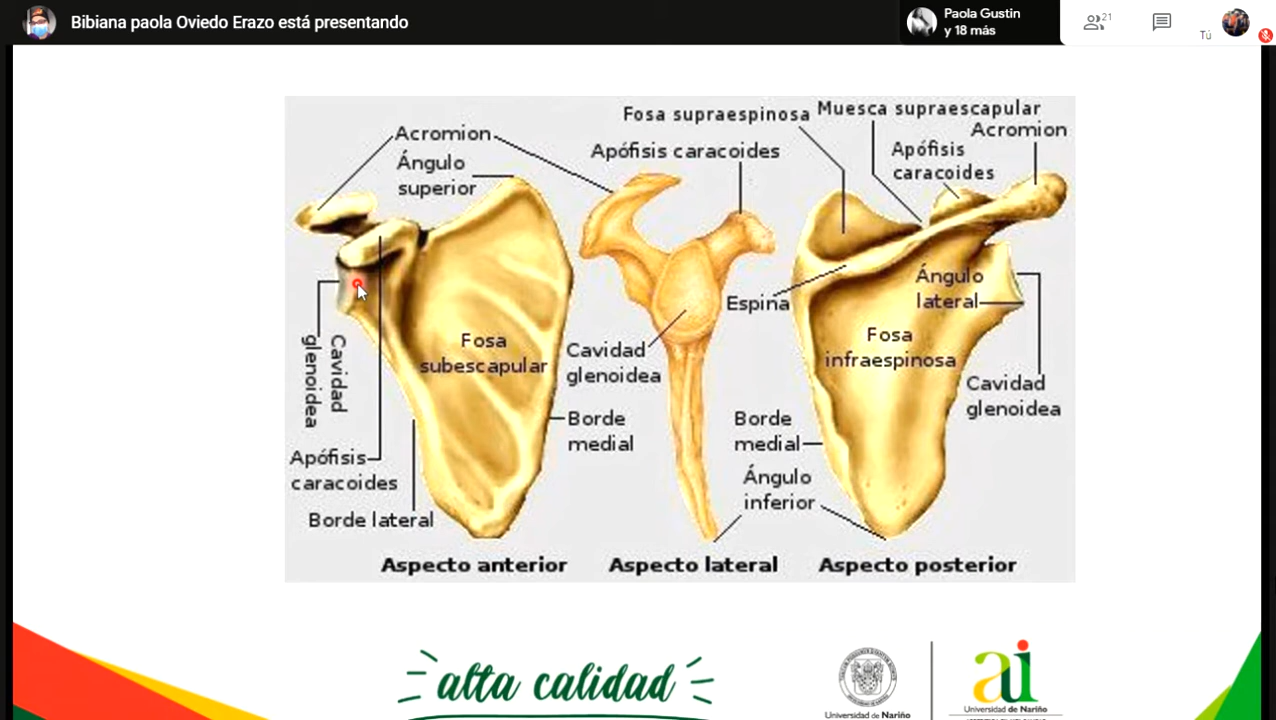 Bibiana paola Oviedo Erazo está presentando
Paola Gustin
y 18 más
21
Tú
Fosa supraespinosa
Muesca supraescapular
Acromion
Acromion
Ángulo
superior
Apófisis caracoides
Apófisis
caracoides
Espina
Ángulo
lateral
Fosa
subescapular
Cavidad
glenoidea
Cavidad
glenoidea
Fosa
infraespinosa
Cavidad
glenoidea
Borde
medial
Borde
medial
Apófisis
caracoides
Ángulo
inferior
Borde lateral
Aspecto anterior
Aspecto lateral
Aspecto posterior
alta calidad
Universidad de Nariño
ai
Universidad de Nariño